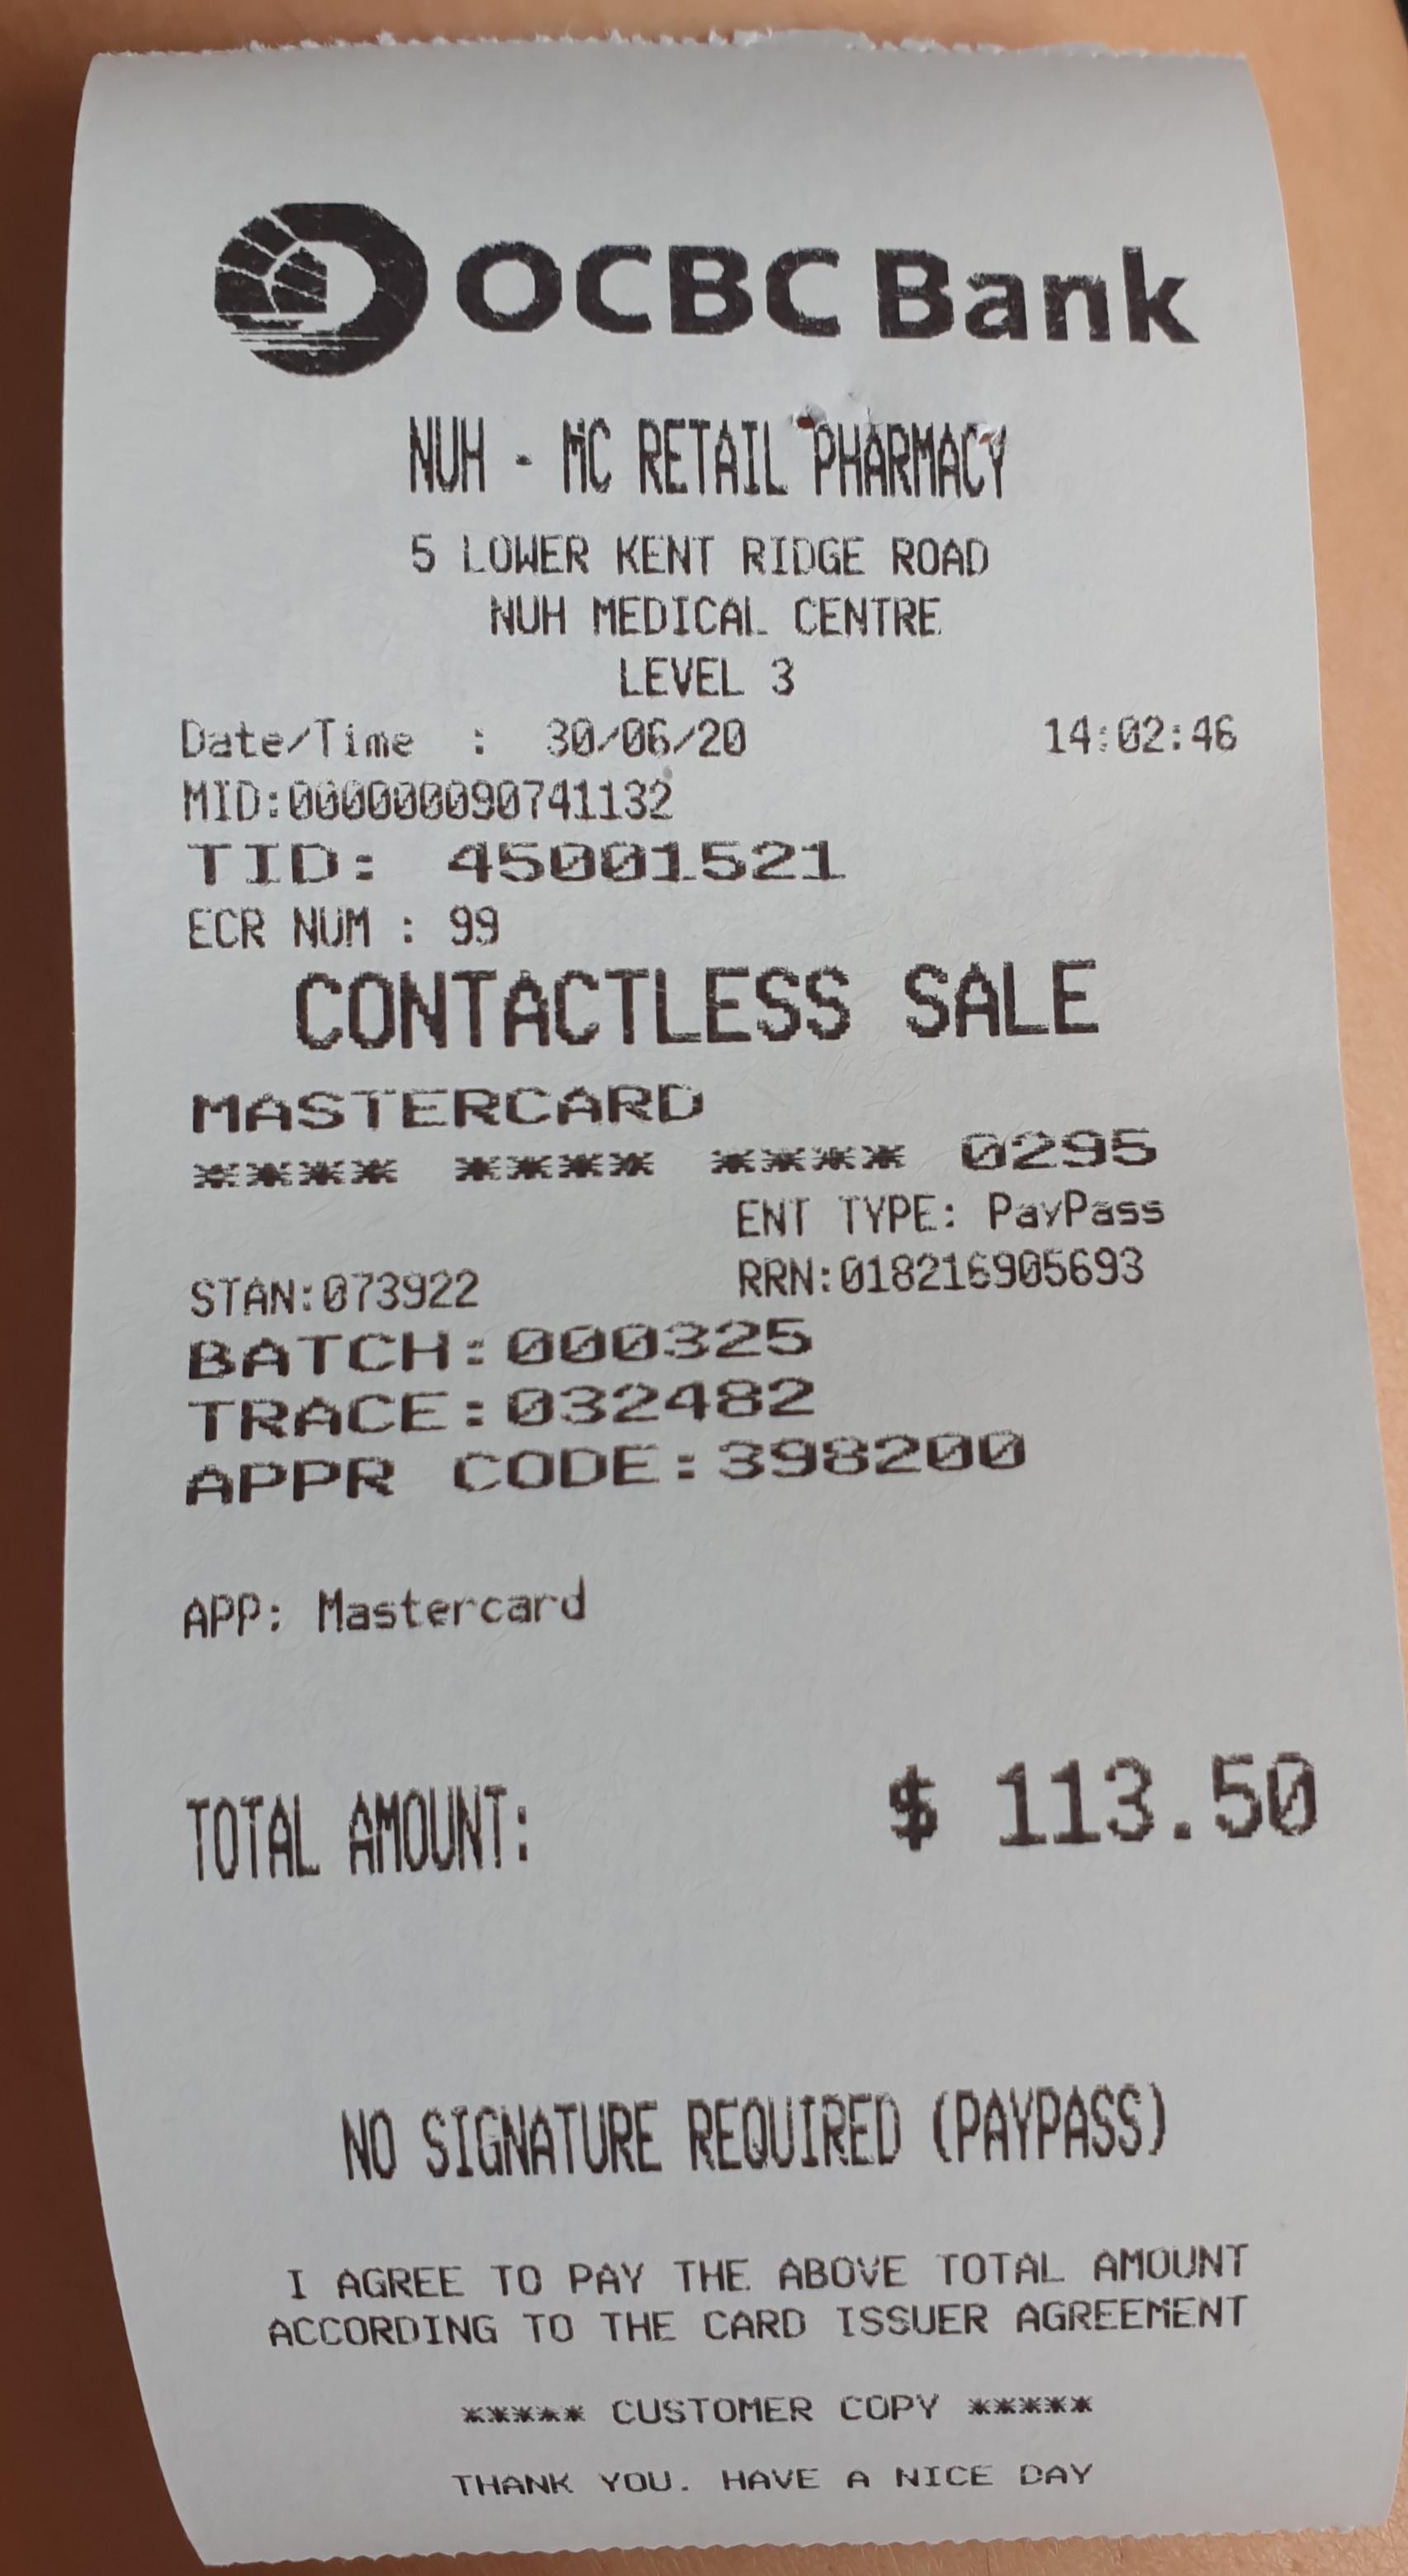 OCBC Bank
NUH - MC RETAIL PHARMACY
5 LOWER KENT RIDGE ROAD
NUH MEDICAL CENTRE
LEVEL 3
Date/Time : 30/06/20 14:02:46
MID:000000090741132
TID: 45001521
ECR NUM : 99
CONTACTLESS SALE
MASTERCARD
**** **** **** 0295
ENT TYPE: PayPass
STAN:073922 RRN:018216905693
BATCH:000325
TRACE:032482
APPR CODE:398200
APP: Mastercard
TOTAL AMOUNT: $ 113.50
NO SIGNATURE REQUIRED (PAYPASS)
I AGREE TO PAY THE ABOVE TOTAL AMOUNT
ACCORDING TO THE CARD ISSUER AGREEMENT
***** CUSTOMER COPY *****
THANK YOU. HAVE A NICE DAY